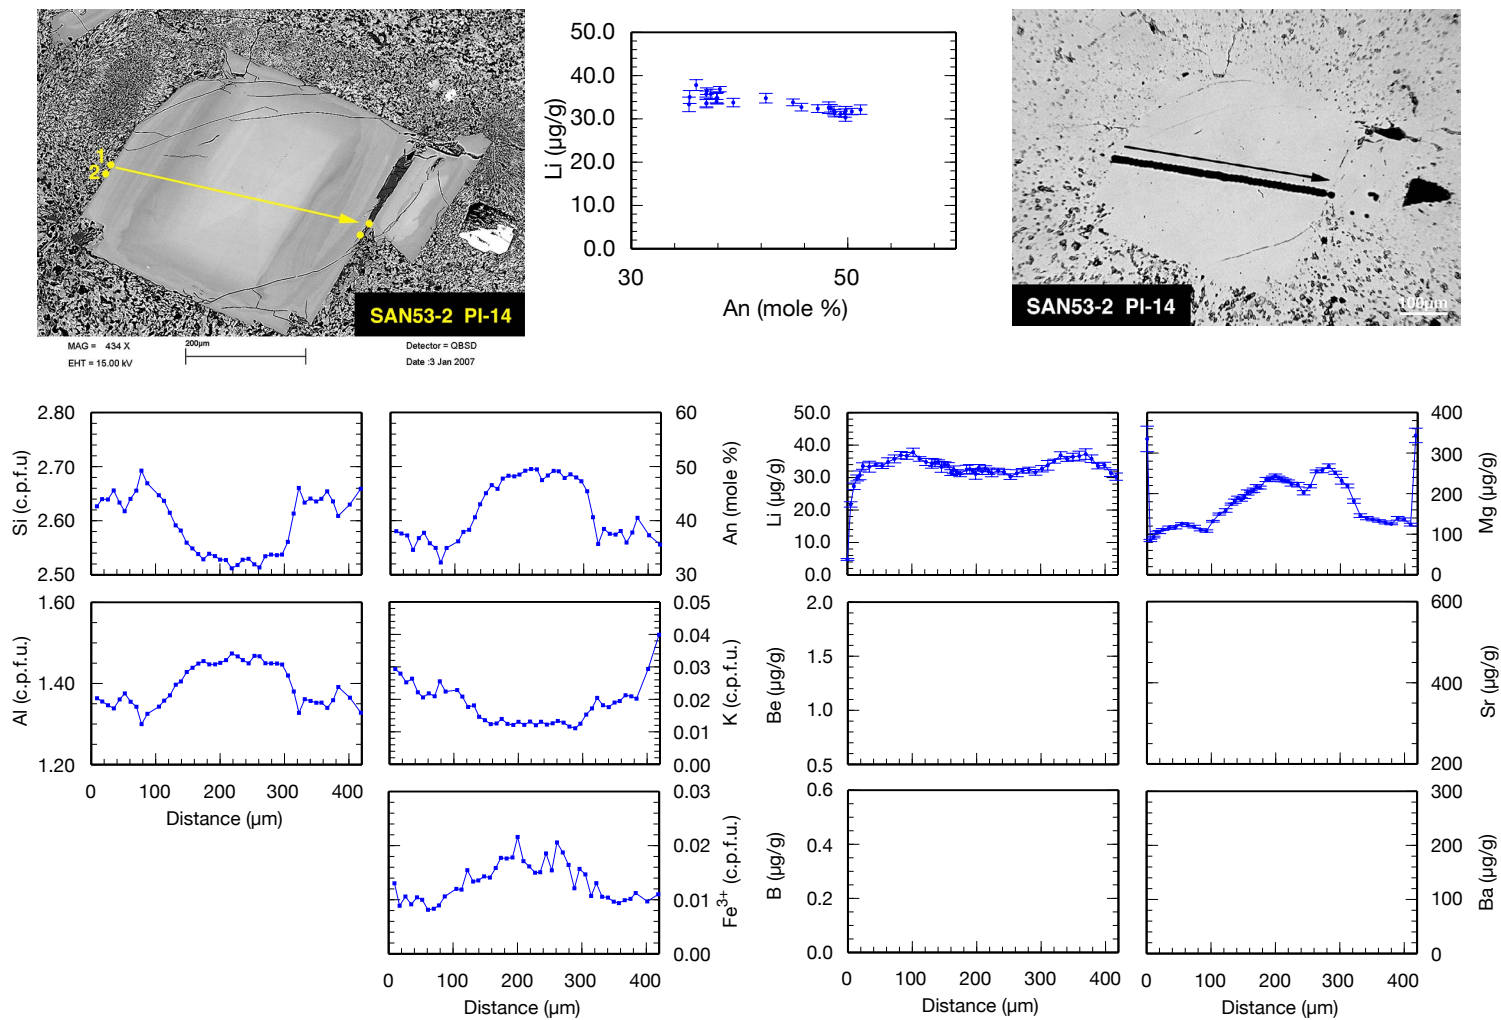 1
2
SAN53-2 PI-14
MAG = 434 X
200µm
Detector = QBSD
EHT = 15.00 kV
Date :3 Jan 2007
50.0
40.0
30.0
20.0
10.0
0.0
Li (µg/g)
30
50
An (mole %)
SAN53-2 PI-14
100µm
2.80
2.70
2.60
2.50
Si (c.p.f.u)
60
50
40
30
An (mole %)
1.60
1.40
1.20
Al (c.p.f.u.)
0 100 200 300 400
Distance (µm)
0.05
0.04
0.03
0.02
0.01
0.00
K (c.p.f.u.)
0.03
0.02
0.01
0.00
Fe3+ (c.p.f.u.)
0 100 200 300 400
Distance (µm)
50.0
40.0
30.0
20.0
10.0
0.0
Li (µg/g)
400
300
200
100
0
Mg (µg/g)
2.0
1.5
1.0
0.5
Be (µg/g)
600
400
200
Sr (µg/g)
0.6
0.4
0.2
0.0
B (µg/g)
0 100 200 300 400
Distance (µm)
300
200
100
0
Ba (µg/g)
0 100 200 300 400
Distance (µm)